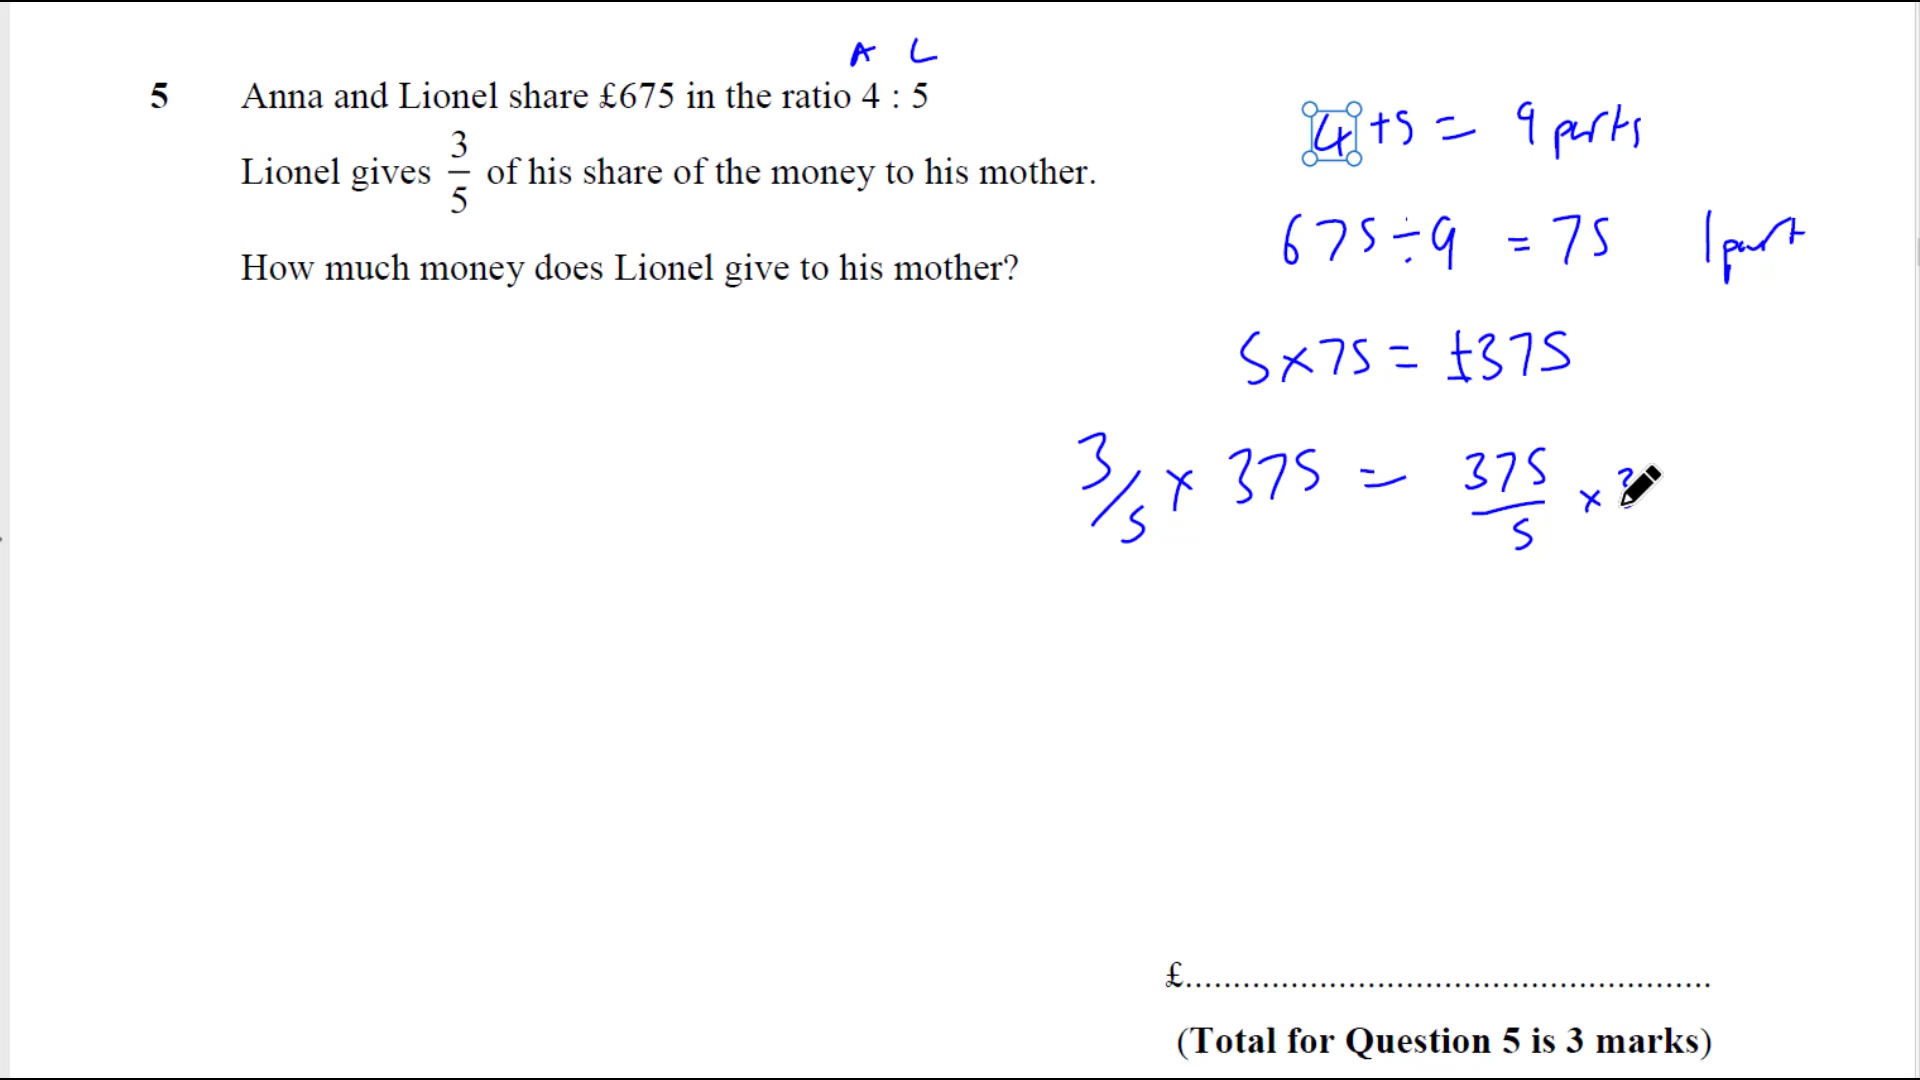 A L
5 Anna and Lionel share £675 in the ratio 4 : 5
4 + 5 = 9 parts
Lionel gives 3/5 of his share of the money to his mother.
675 ÷ 9 = 75 1 part
How much money does Lionel give to his mother?
5 × 75 = £375
3/5 × 375 = 375/5 ×
£......................................................
(Total for Question 5 is 3 marks)